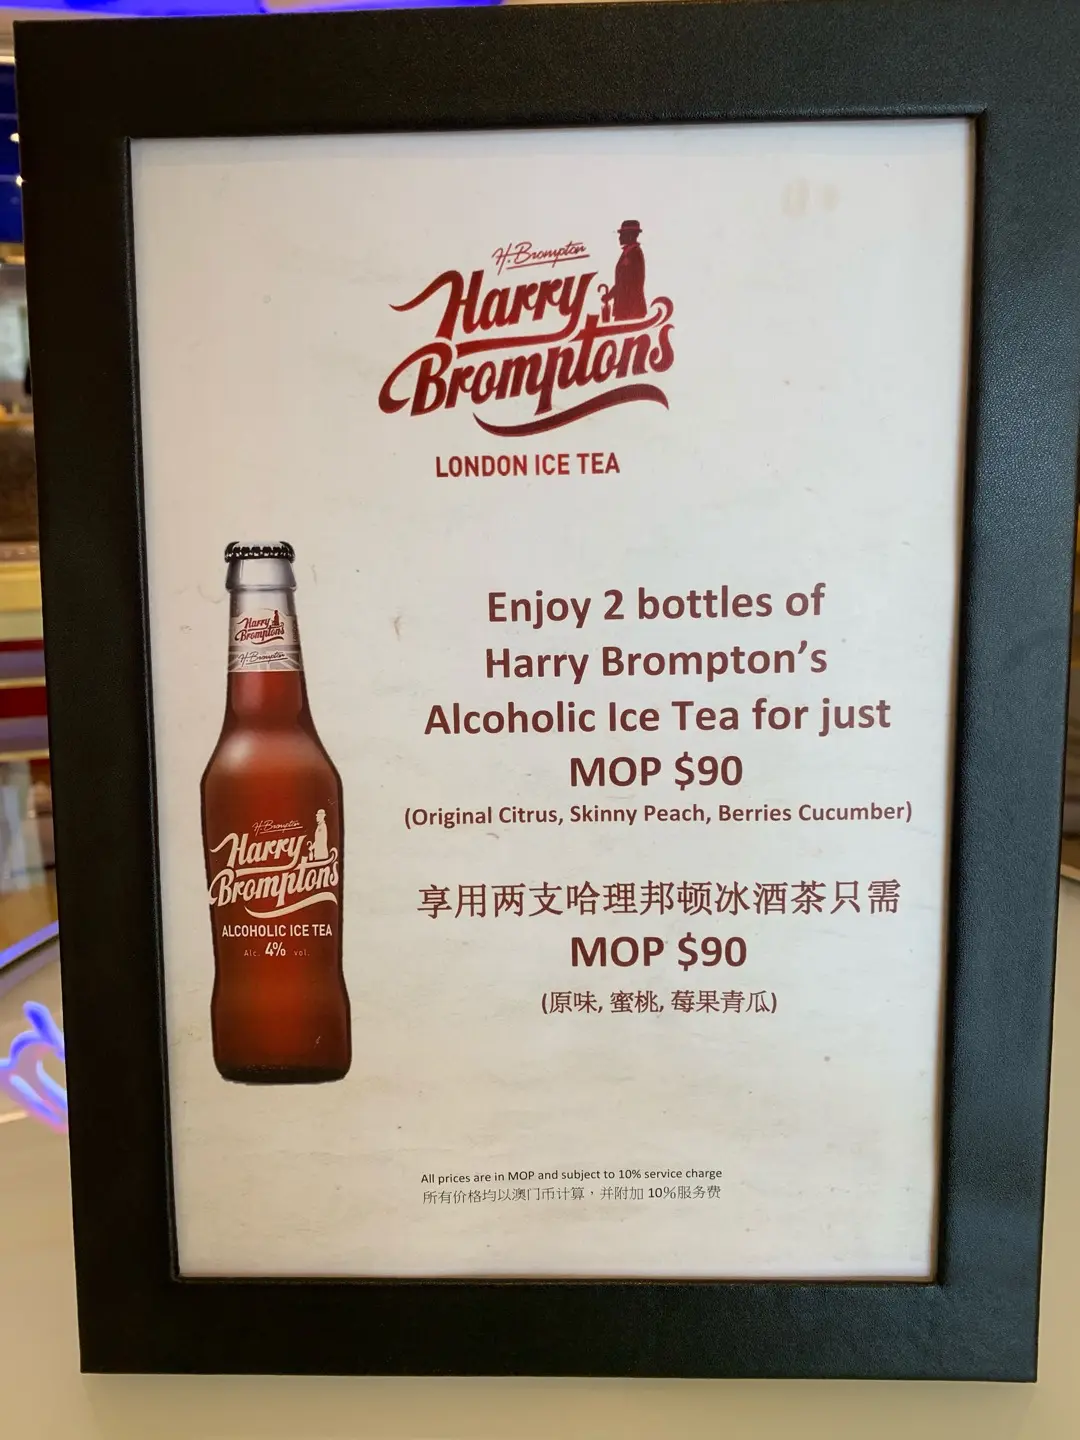 H. Brompton
Harry
Bromptons
LONDON ICE TEA
Enjoy 2 bottles of
Harry Brompton's
Alcoholic Ice Tea for just
MOP $90
(Original Citrus, Skinny Peach, Berries Cucumber)
享用两支哈理邦顿冰酒茶只需
MOP $90
(原味, 蜜桃, 莓果青瓜)
Harry
Bromptons
H. Brompton
H. Brompton
Harry
Bromptons
ALCOHOLIC ICE TEA
Alc. 4% vol.
All prices are in MOP and subject to 10% service charge
所有价格均以澳门币计算，并附加 10%服务费